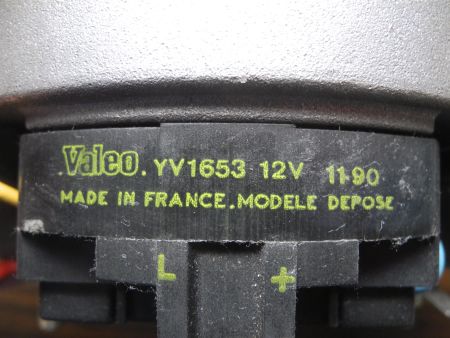 Valeo. YV1653 12V 11-90
MADE IN FRANCE.MODELE DEPOSE
L +